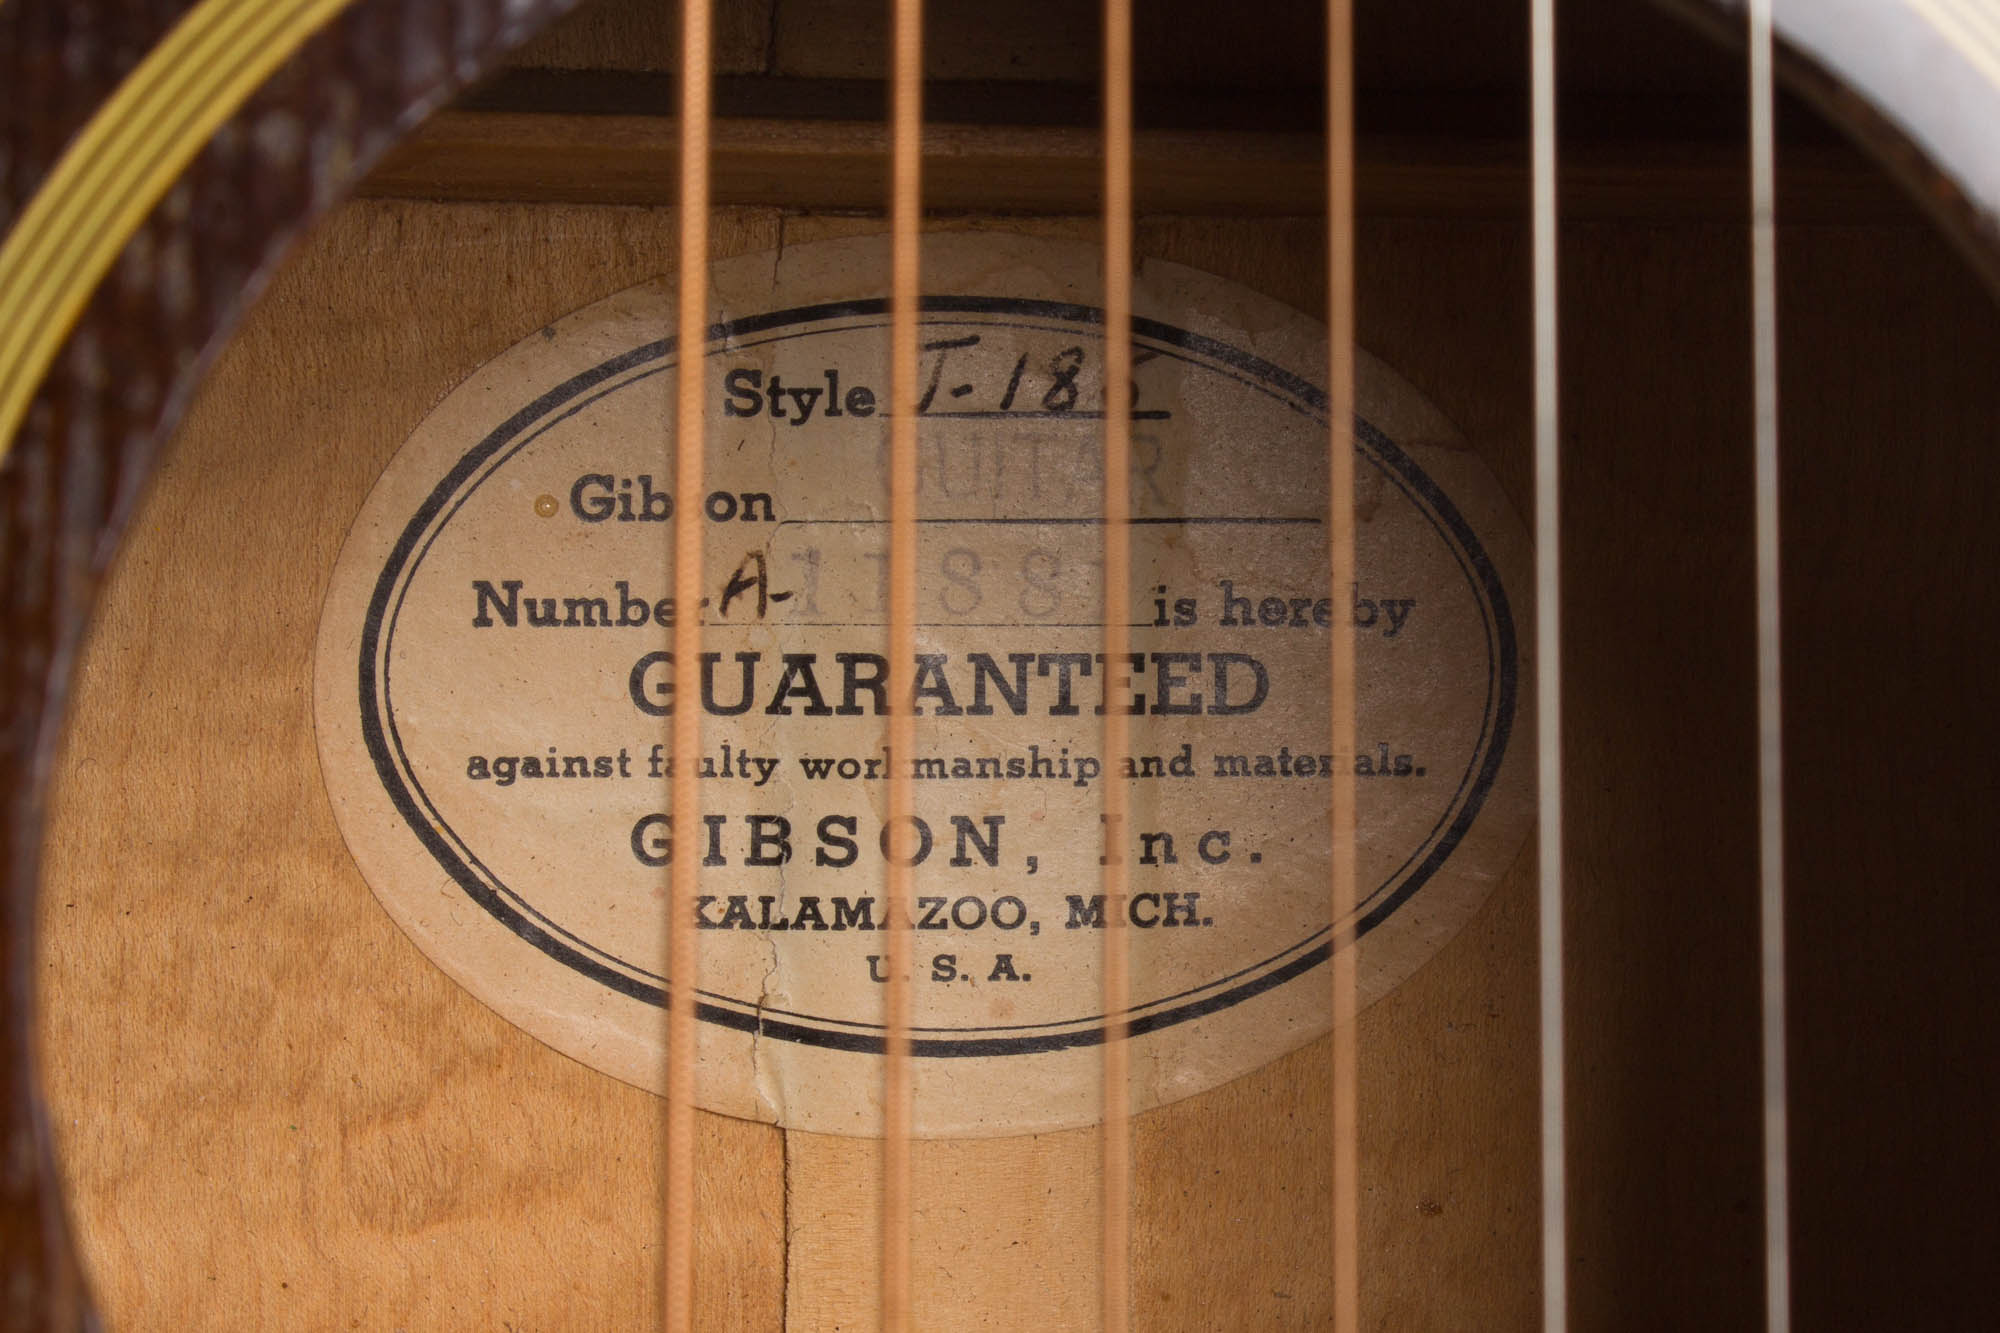 Style J-185
Gibson GUITAR
Number A-11881 is hereby
GUARANTEED
against faulty workmanship and materials.
GIBSON, Inc.
KALAMAZOO, MICH.
U. S. A.